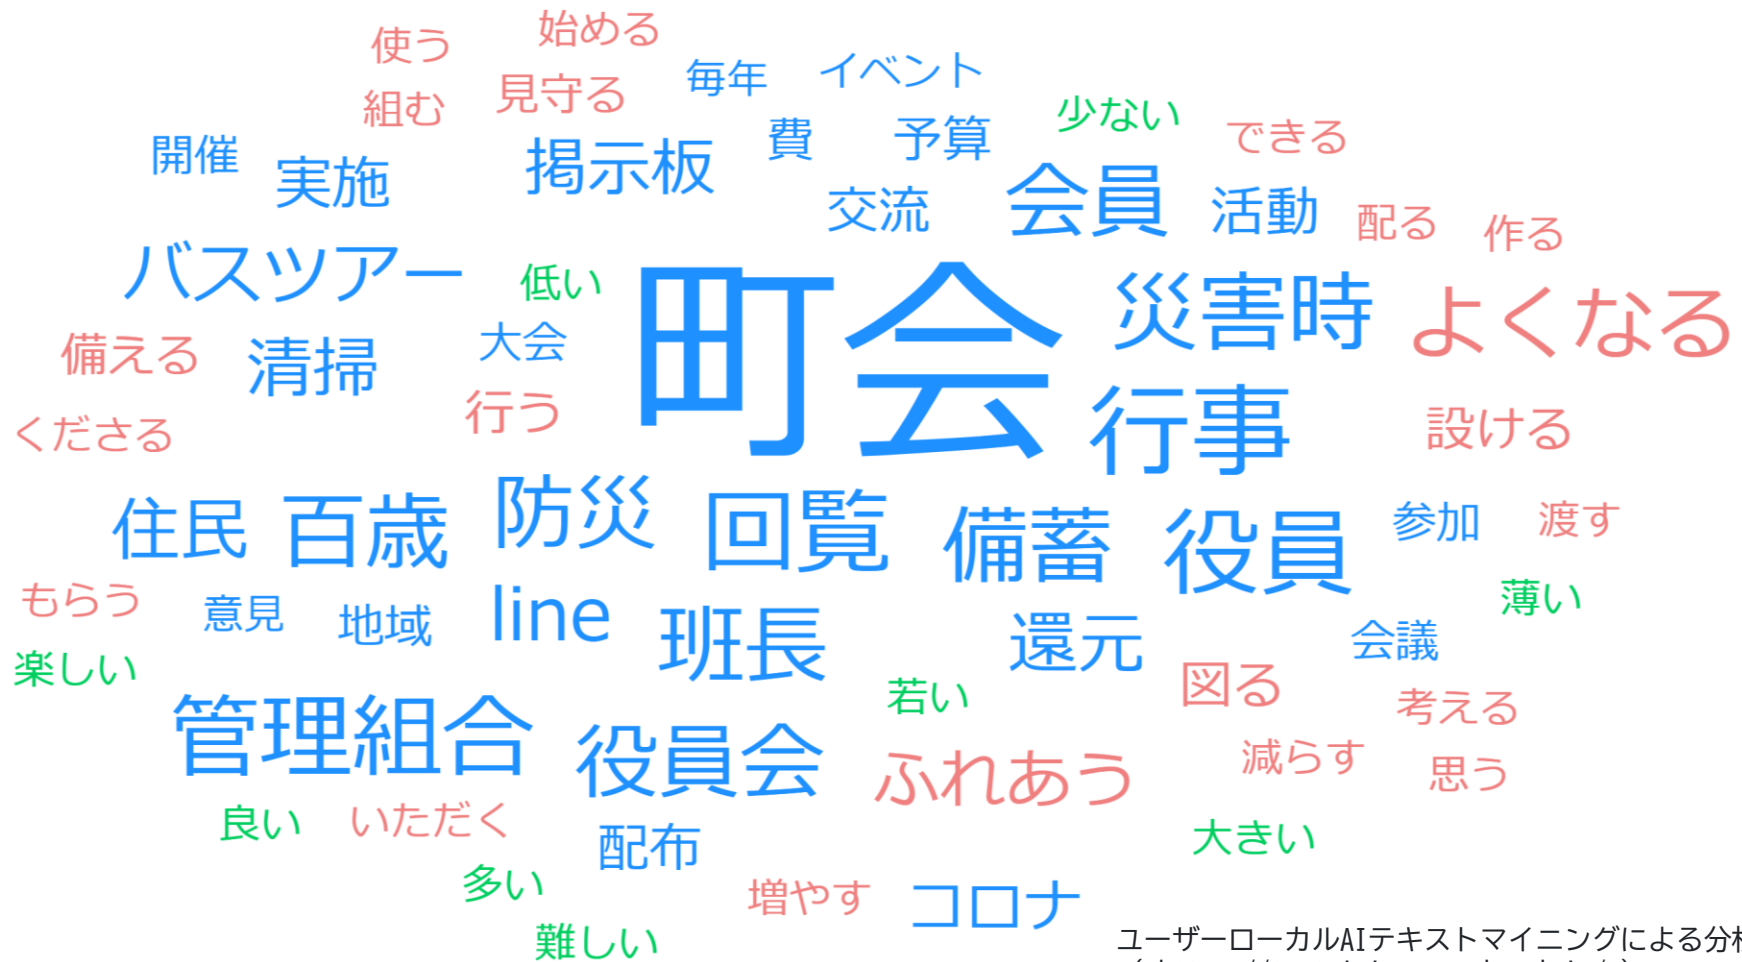 使う
始める
組む
見守る
毎年
イベント
開催
実施
掲示板
費
予算
少ない
できる
交流
会員
活動
配る
作る
バスツアー
低い
町会
災害時
よくなる
備える
清掃
大会
行事
くださる
行う
設ける
住民
百歳
防災
回覧
備蓄
役員
参加
渡す
もらう
意見
地域
line
班長
還元
会議
薄い
楽しい
管理組合
役員会
若い
図る
考える
ふれあう
減らす
思う
良い
いただく
配布
大きい
多い
増やす
コロナ
難しい
ユーザーローカルAIテキストマイニングによる分析